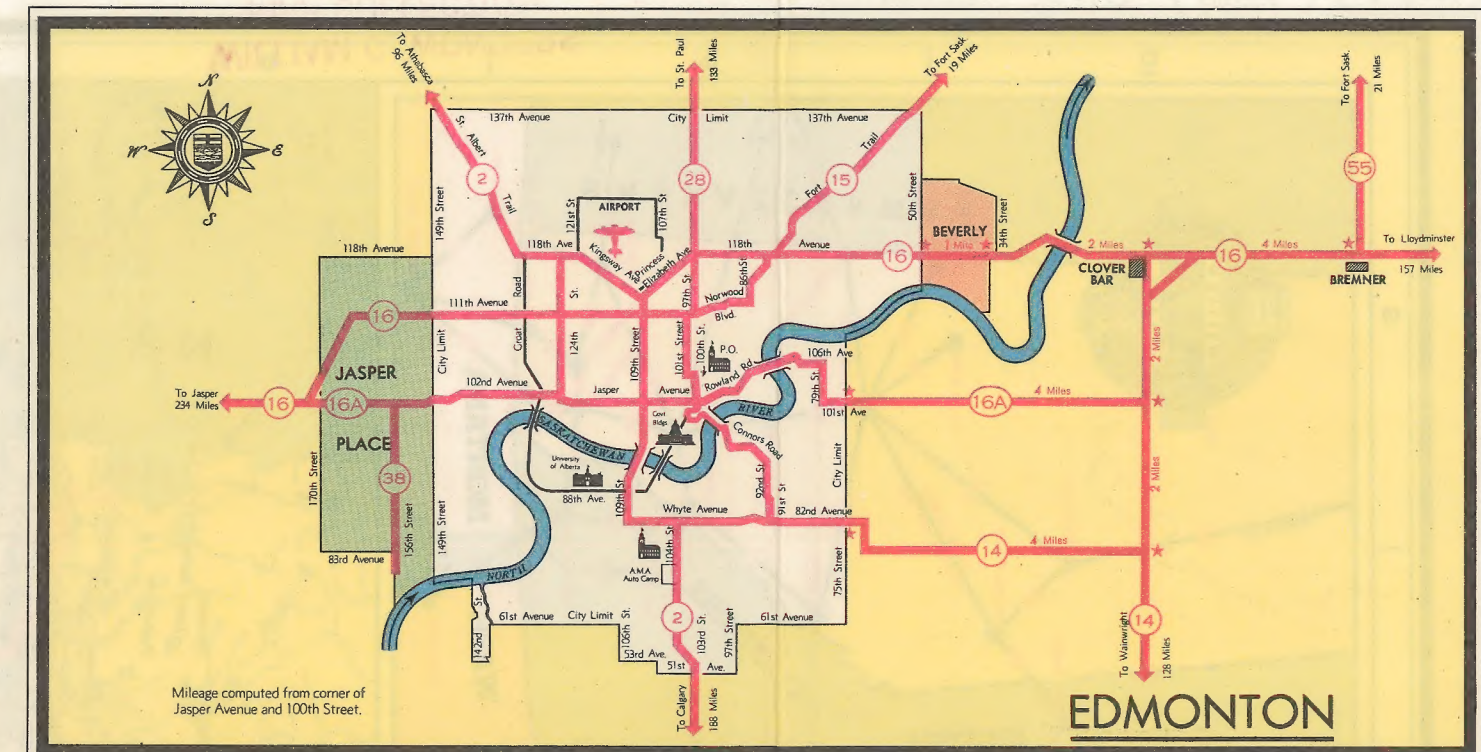 N
W
E
S
To Athabasca
96 Miles
To St. Paul
133 Miles
To Fort Sask.
19 Miles
To Fort Sask.
21 Miles
137th Avenue
City Limit
137th Avenue
St. Albert
Trail
2
28
15
Fort
Trail
55
149th Street
121st St
AIRPORT
107th St
50th Street
BEVERLY
34th Street
118th Avenue
118th Ave
Kingsway Ave
Princess
Elizabeth Ave
118th
Avenue
16
1 Mile
2 Miles
CLOVER
BAR
16
4 Miles
BREMNER
To Lloydminster
157 Miles
Groat
Road
97th St
86th St
Norwood
Blvd.
111th Avenue
16
124th
St.
109th Street
101st Street
100th St.
P.O.
City Limit
JASPER
PLACE
102nd Avenue
Jasper
Avenue
Rowland Rd
106th Ave
79th St
101st Ave
16A
4 Miles
2 Miles
To Jasper
234 Miles
16
16A
38
170th Street
156th Street
149th Street
83rd Avenue
NORTH
SASKATCHEWAN
RIVER
Govt.
Bldgs.
University
of Alberta
88th Ave.
109th St
Connors Road
92nd St
91st St
City Limit
Whyte Avenue
82nd Avenue
2 Miles
14
4 Miles
104th St
A.M.A.
Auto Camp
75th Street
142nd
St.
61st Avenue
City Limit
106th St.
53rd Ave.
2
103rd St.
51st
Ave.
97th Street
61st Avenue
To Calgary
188 Miles
14
To Wainwright
128 Miles
Mileage computed from corner of
Jasper Avenue and 100th Street.
EDMONTON